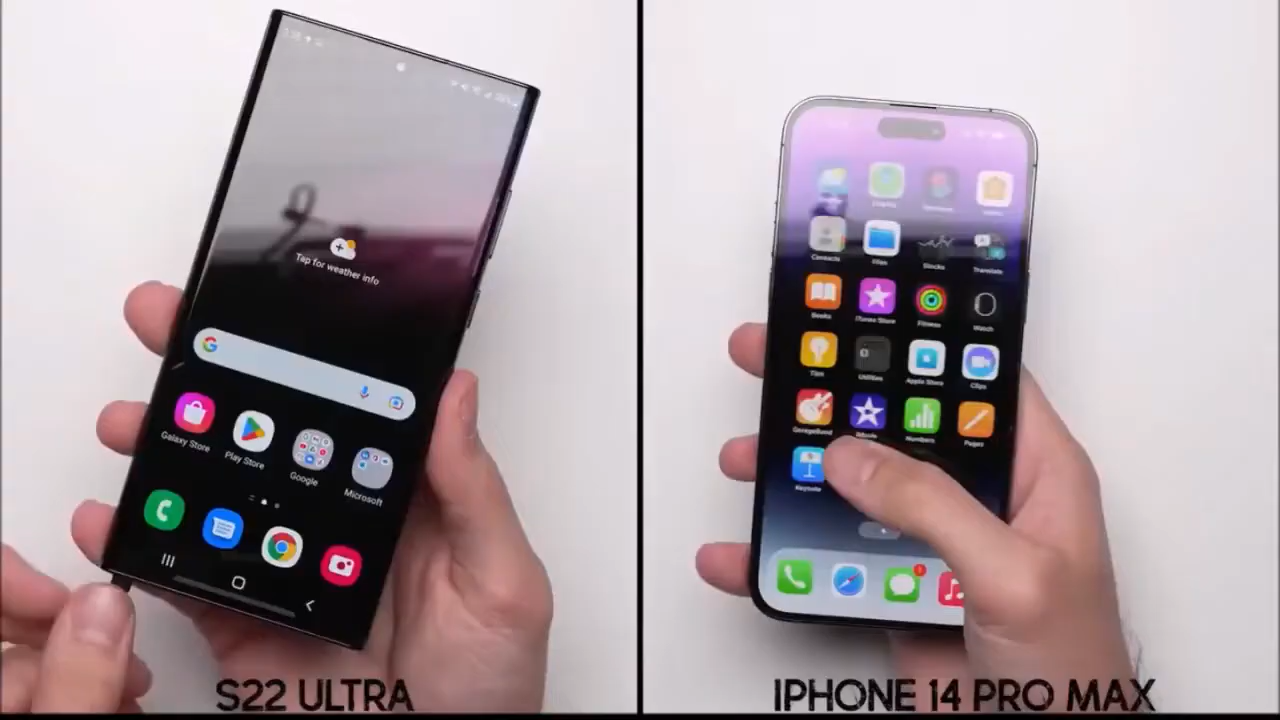 Tap for weather info
G
Galaxy Store
Play Store
Google
Microsoft
S22 ULTRA
Contacts
Files
Stocks
Translate
Books
iTunes Store
Fitness
Watch
Tips
Utilities
Apple Store
Clips
GarageBand
iMovie
Numbers
Pages
Keynote
IPHONE 14 PRO MAX